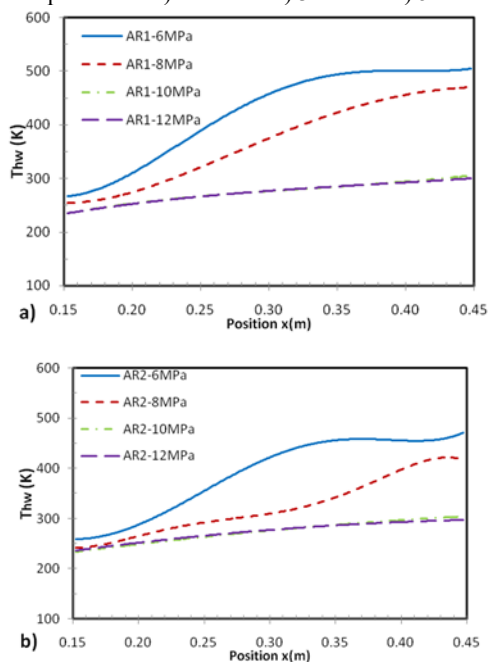 600
500
400
300
200
100
Thw (K)
AR1-6MPa
AR1-8MPa
AR1-10MPa
AR1-12MPa
0.15 0.20 0.25 0.30 0.35 0.40 0.45
a) Position x(m)
600
500
400
300
200
100
Thw (K)
AR2-6MPa
AR2-8MPa
AR2-10MPa
AR2-12MPa
0.15 0.20 0.25 0.30 0.35 0.40 0.45
b) Position x(m)